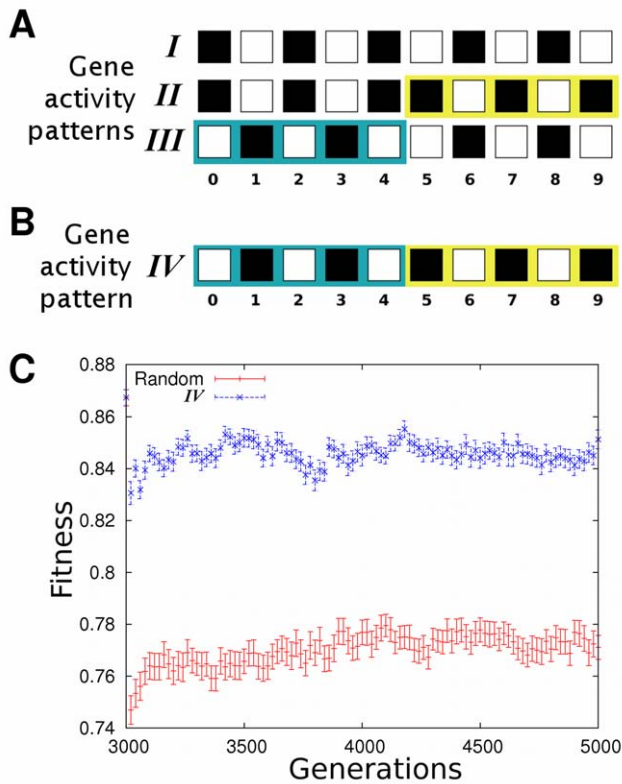 A
Gene
activity
patterns
I
II
III
0 1 2 3 4 5 6 7 8 9
B
Gene
activity
pattern
IV
0 1 2 3 4 5 6 7 8 9
C
Fitness
0.88
0.86
0.84
0.82
0.8
0.78
0.76
0.74
Random
IV
3000 3500 4000 4500 5000
Generations